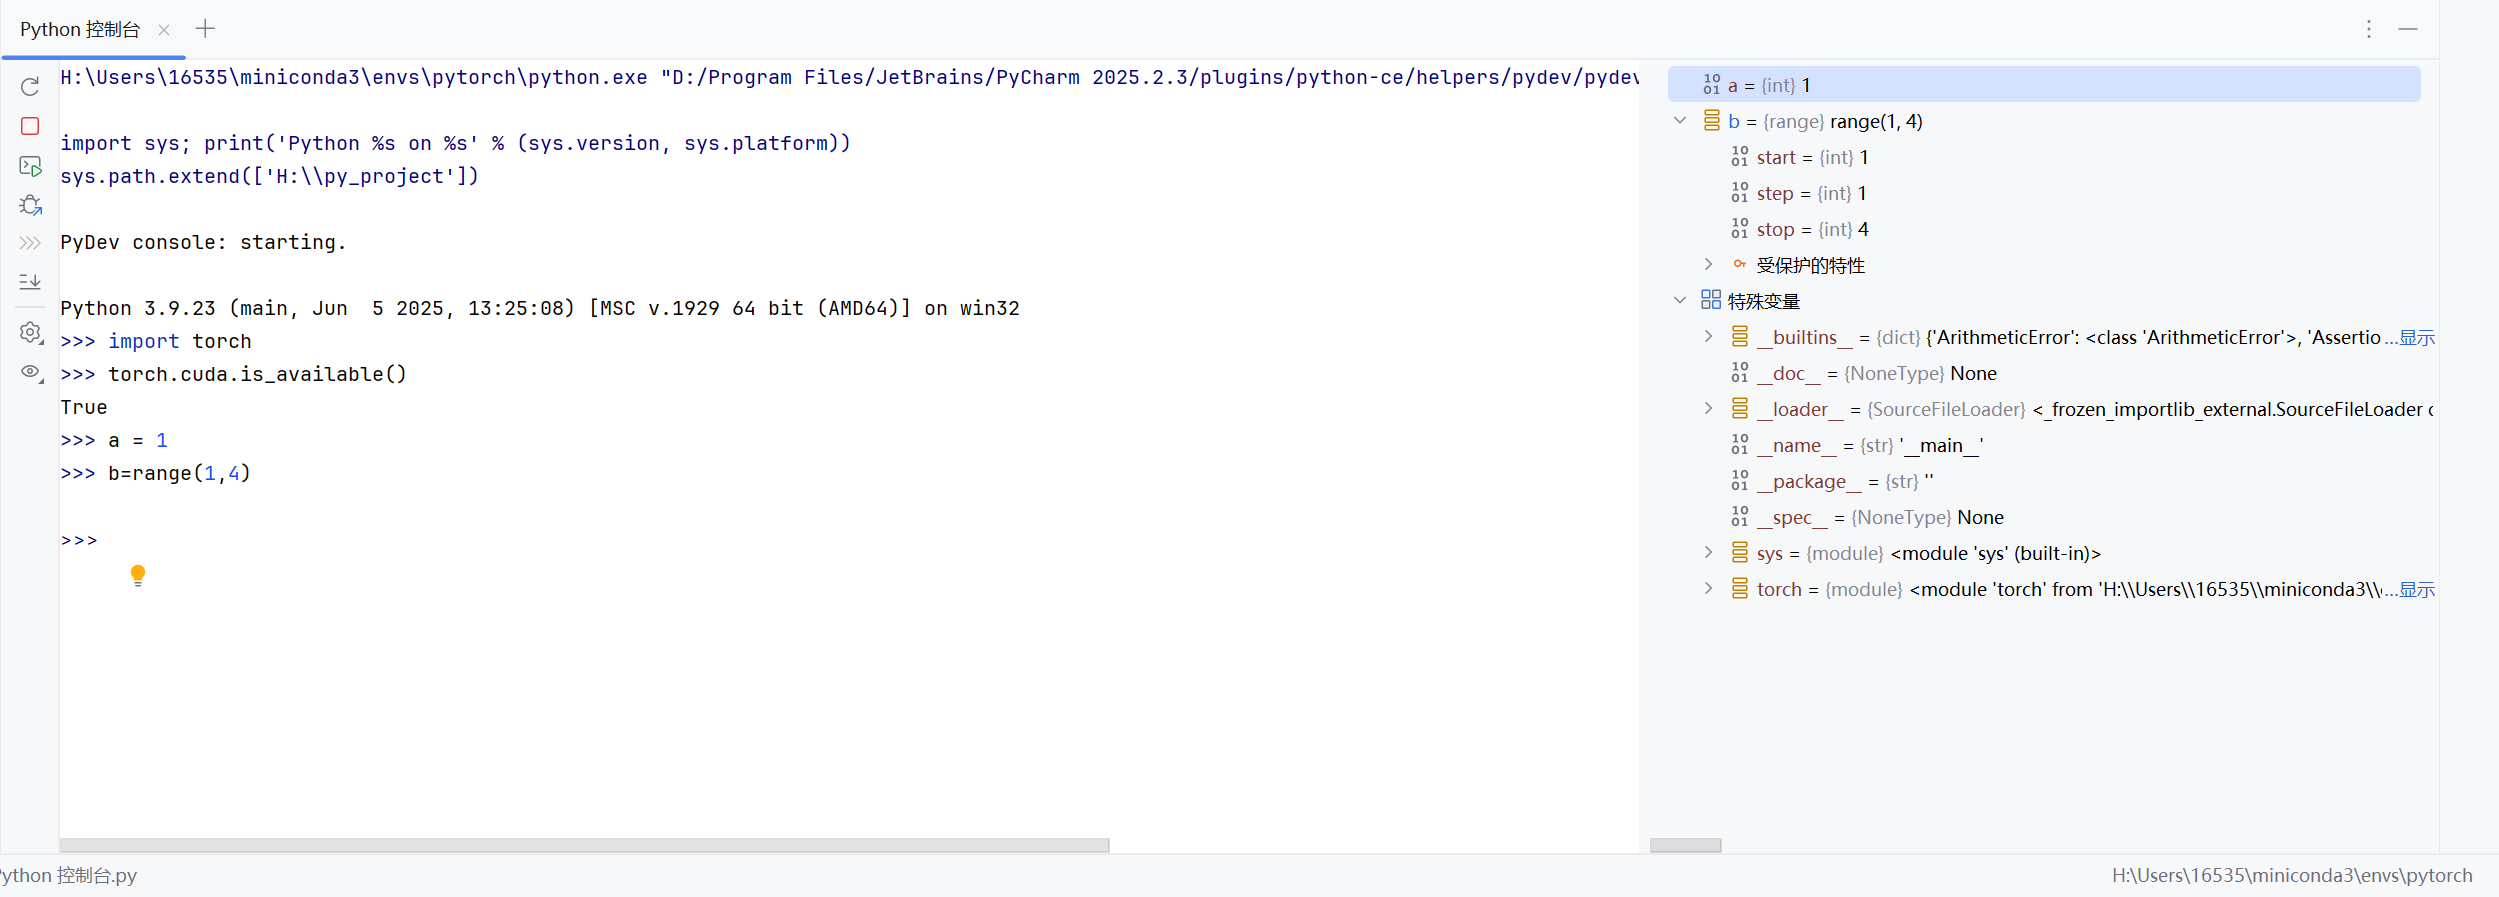 Python 控制台
H:\Users\16535\miniconda3\envs\pytorch\python.exe "D:/Program Files/JetBrains/PyCharm 2025.2.3/plugins/python-ce/helpers/pydev/pydev
import sys; print('Python %s on %s' % (sys.version, sys.platform))
sys.path.extend(['H:\\py_project'])
PyDev console: starting.
Python 3.9.23 (main, Jun  5 2025, 13:25:08) [MSC v.1929 64 bit (AMD64)] on win32
>>> import torch
>>> torch.cuda.is_available()
True
>>> a = 1
>>> b=range(1,4)
>>>
a = {int} 1
b = {range} range(1, 4)
start = {int} 1
step = {int} 1
stop = {int} 4
受保护的特性
特殊变量
__builtins__ = {dict} {'ArithmeticError': <class 'ArithmeticError'>, 'Assertio ...显示
__doc__ = {NoneType} None
__loader__ = {SourceFileLoader} <_frozen_importlib_external.SourceFileLoader
__name__ = {str} '__main__'
__package__ = {str} ''
__spec__ = {NoneType} None
sys = {module} <module 'sys' (built-in)>
torch = {module} <module 'torch' from 'H:\\Users\\16535\\miniconda3\\ ...显示
ython 控制台.py
H:\Users\16535\miniconda3\envs\pytorch